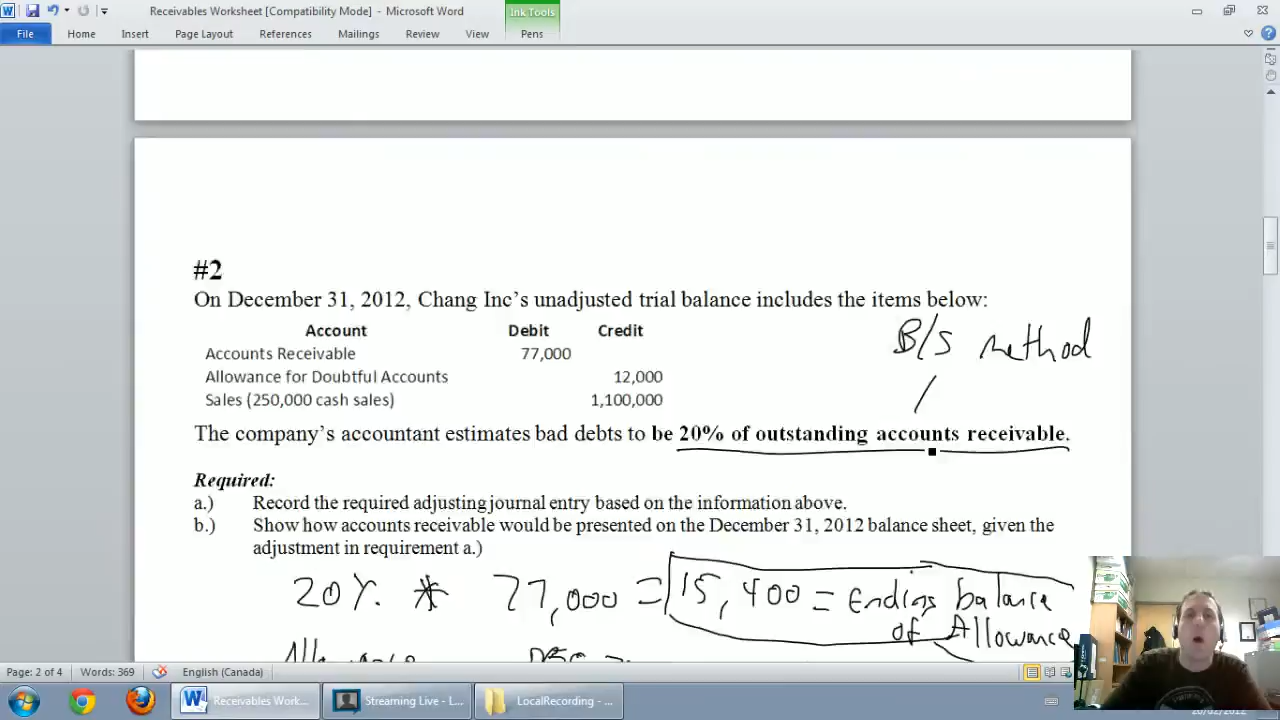 Receivables Worksheet [Compatibility Mode] - Microsoft Word
Ink Tools
File Home Insert Page Layout References Mailings Review View Pens
#2
On December 31, 2012, Chang Inc's unadjusted trial balance includes the items below:
Account Debit Credit
Accounts Receivable 77,000
Allowance for Doubtful Accounts 12,000
Sales (250,000 cash sales) 1,100,000
B/S method
The company's accountant estimates bad debts to be 20% of outstanding accounts receivable.
Required:
a.) Record the required adjusting journal entry based on the information above.
b.) Show how accounts receivable would be presented on the December 31, 2012 balance sheet, given the
adjustment in requirement a.)
20% * 77,000 = 15,400 = Ending balance
of Allowance
Page: 2 of 4 Words: 369 English (Canada)
Receivables Work... Streaming Live - L... LocalRecording - ...